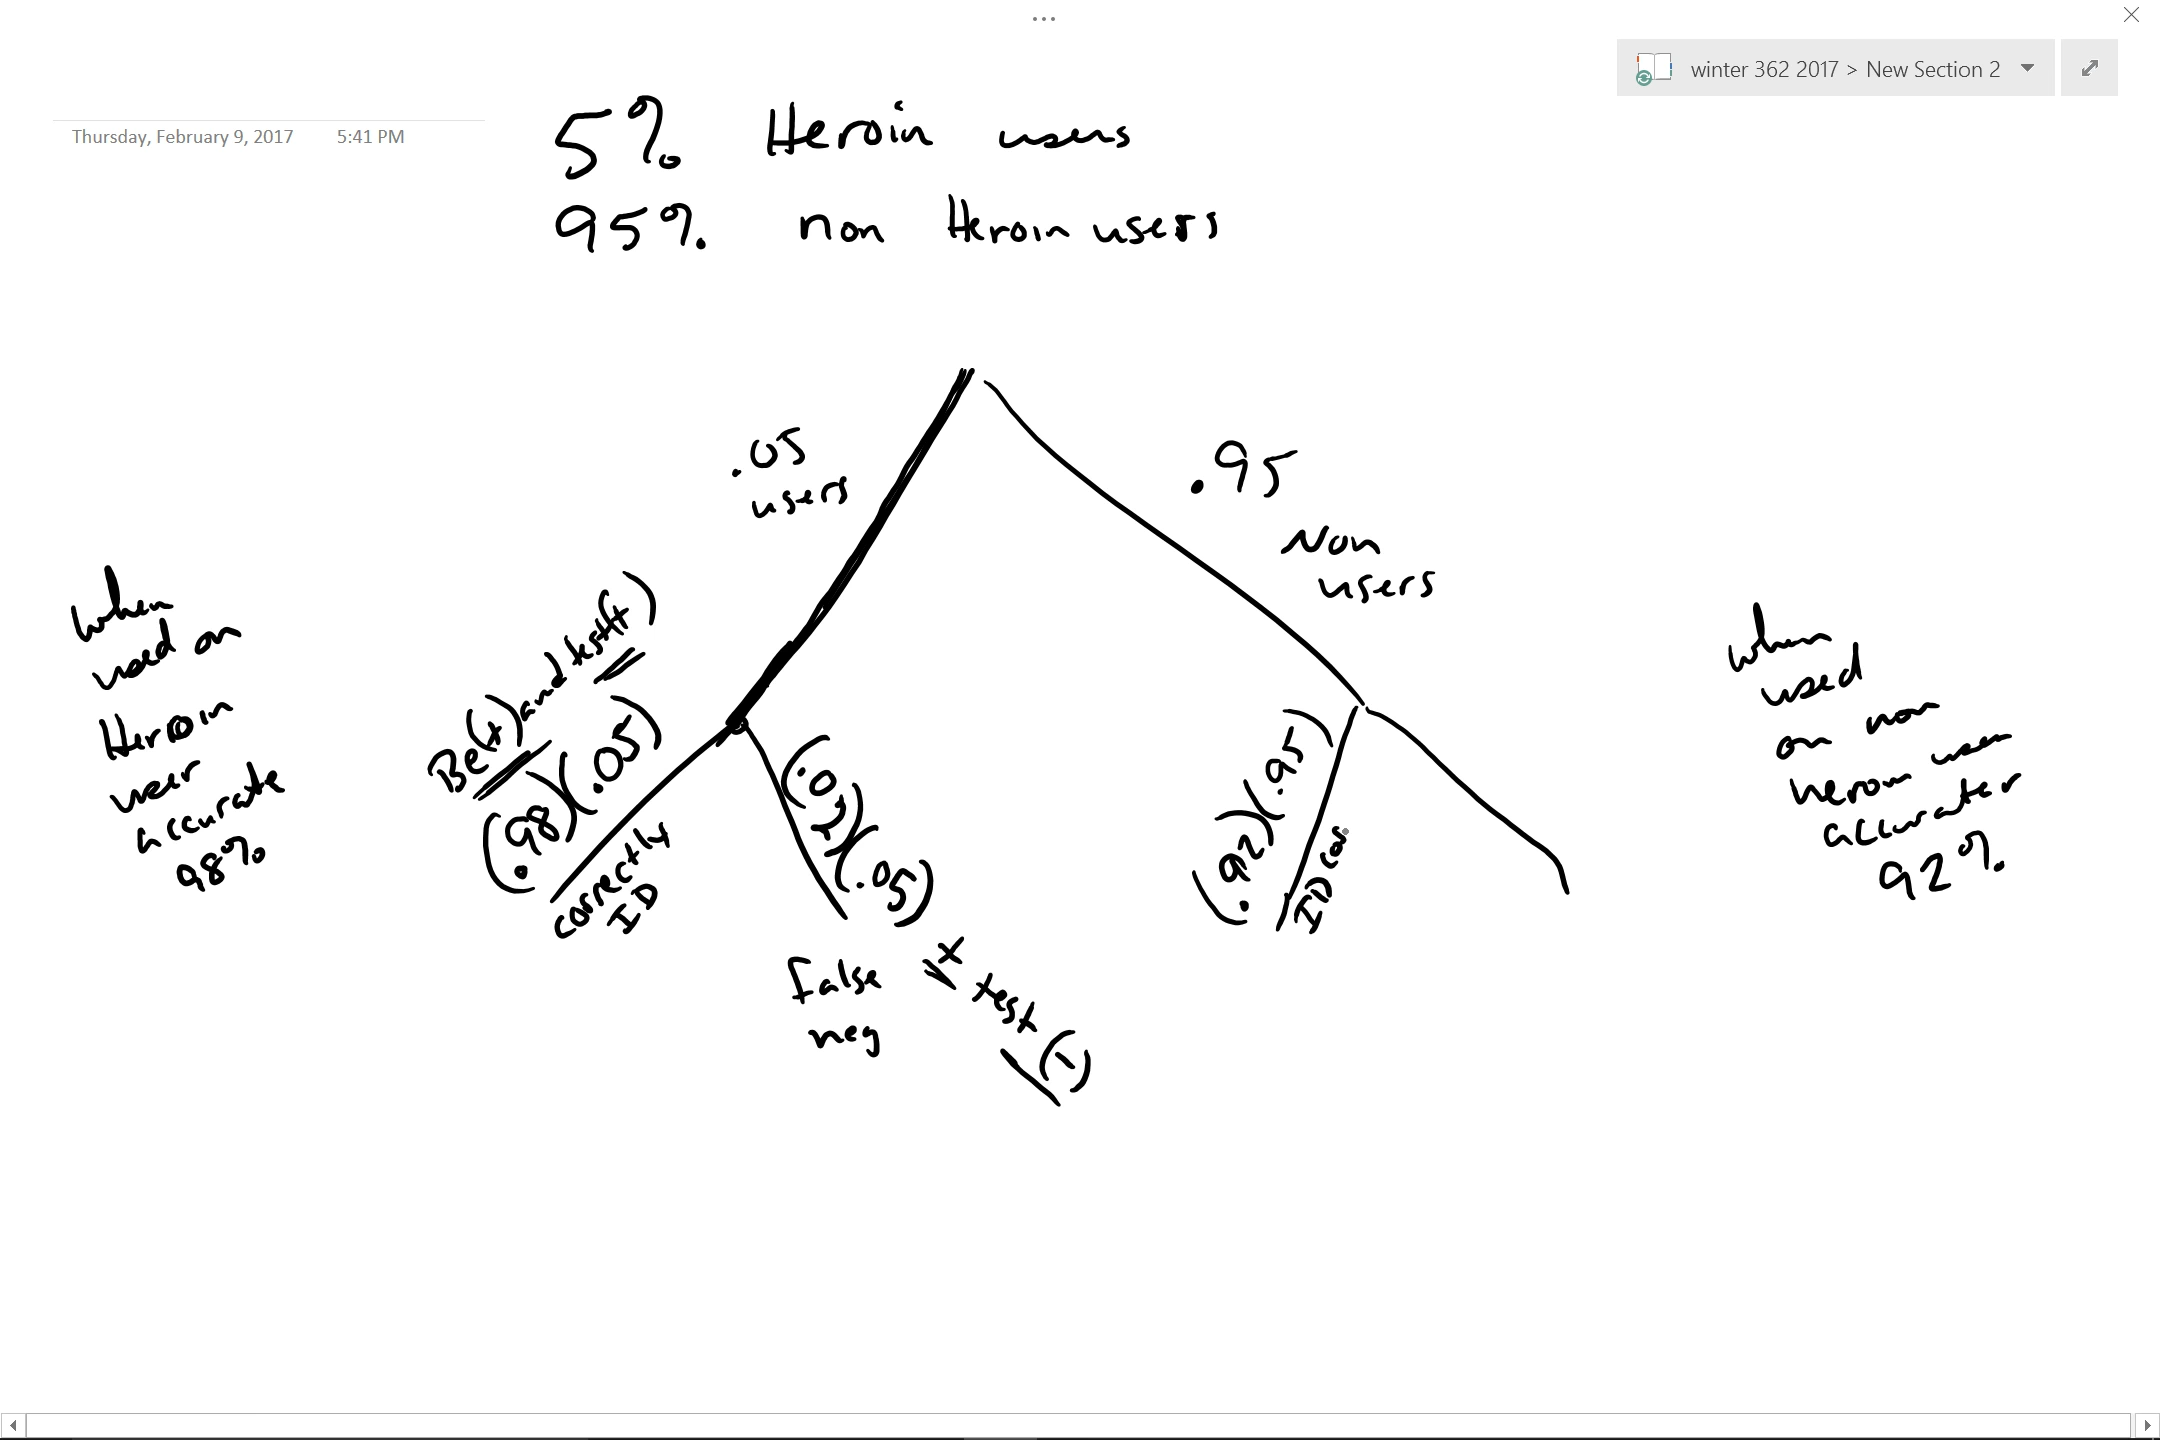 winter 362 2017 > New Section 2
Thursday, February 9, 2017 5:41 PM
5% Heroin users
95% non Heroin users
.05
users
.95
Non
users
when
used on
Heroin
user
accurate
98%
Be(+) and test(+)
(.98)(.05)
correctly
ID
(.02)(.05)
false
neg
+ test (-)
(.92)(.95)
ID cor
when
used
on non
heroin user
accurate
92%